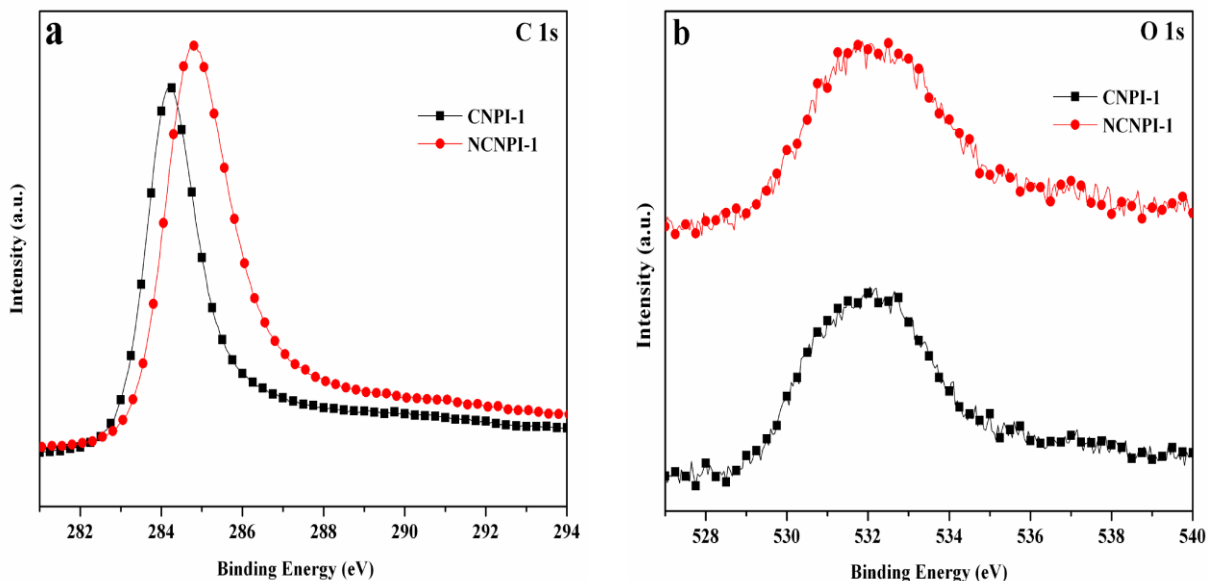 a
C 1s
CNPI-1
NCNPI-1
Intensity (a.u.)
282 284 286 288 290 292 294
Binding Energy (eV)
b
O 1s
CNPI-1
NCNPI-1
Intensity (a.u.)
528 530 532 534 536 538 540
Binding Energy (eV)